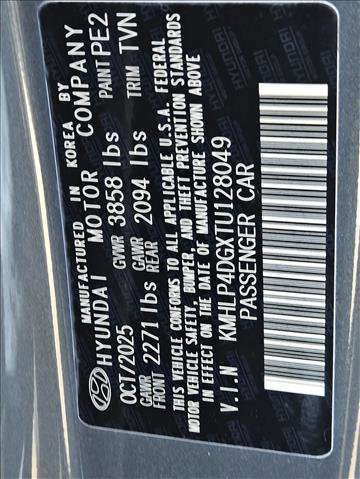 MANUFACTURED IN KOREA BY
HYUNDAI MOTOR COMPANY
OCT/2025 GVWR 3858 lbs PAINT PE2
GAWR FRONT 2271 lbs GAWR REAR 2094 lbs TRIM TVN
THIS VEHICLE CONFORMS TO ALL APPLICABLE U.S.A. FEDERAL
MOTOR VEHICLE SAFETY, BUMPER, AND THEFT PREVENTION STANDARDS
IN EFFECT ON THE DATE OF MANUFACTURE SHOWN ABOVE
V.I.N KMHLP4DGXTU128049
PASSENGER CAR